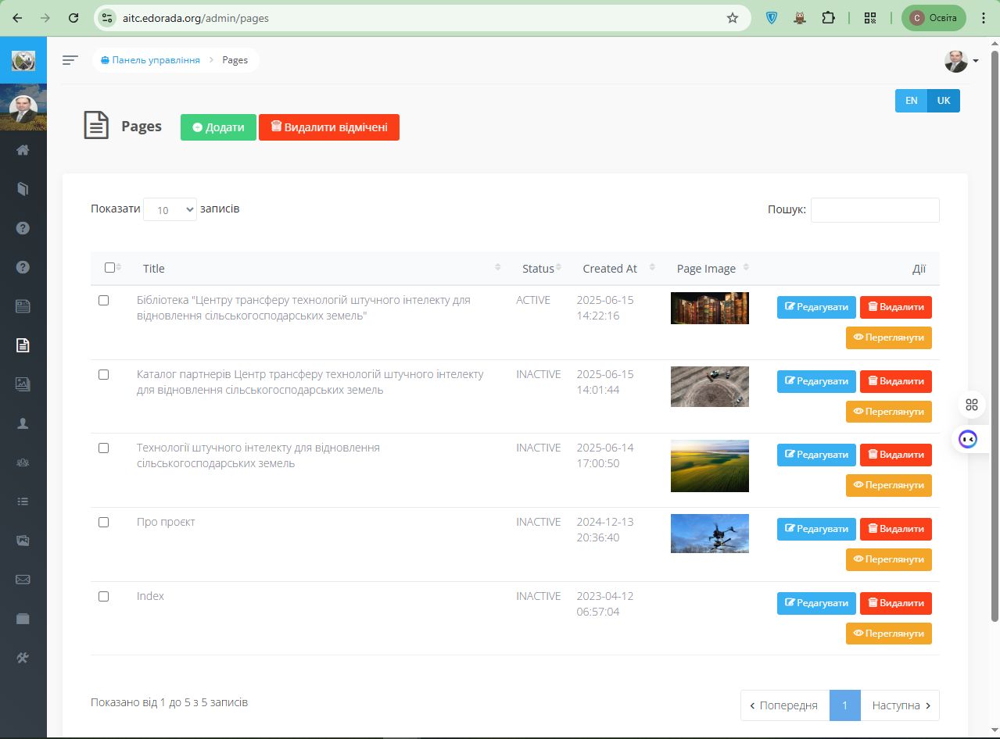 aitc.edorada.org/admin/pages
С Освіта
Панель управління > Pages
EN UK
Pages
Додати
Видалити відмічені
Показати 10 записів
Пошук:
Title Status Created At Page Image Дії
Бібліотека "Центру трансферу технологій штучного інтелекту для ACTIVE 2025-06-15 Редагувати Видалити
відновлення сільськогосподарських земель" 14:22:16
Переглянути
Каталог партнерів Центр трансферу технологій штучного інтелекту INACTIVE 2025-06-15 Редагувати Видалити
для відновлення сільськогосподарських земель 14:01:44
Переглянути
Технології штучного інтелекту для відновлення INACTIVE 2025-06-14 Редагувати Видалити
сільськогосподарських земель 17:00:50
Переглянути
Про проєкт INACTIVE 2024-12-13 Редагувати Видалити
20:36:40
Переглянути
Index INACTIVE 2023-04-12 Редагувати Видалити
06:57:04
Переглянути
Показано від 1 до 5 з 5 записів
Попередня 1 Наступна